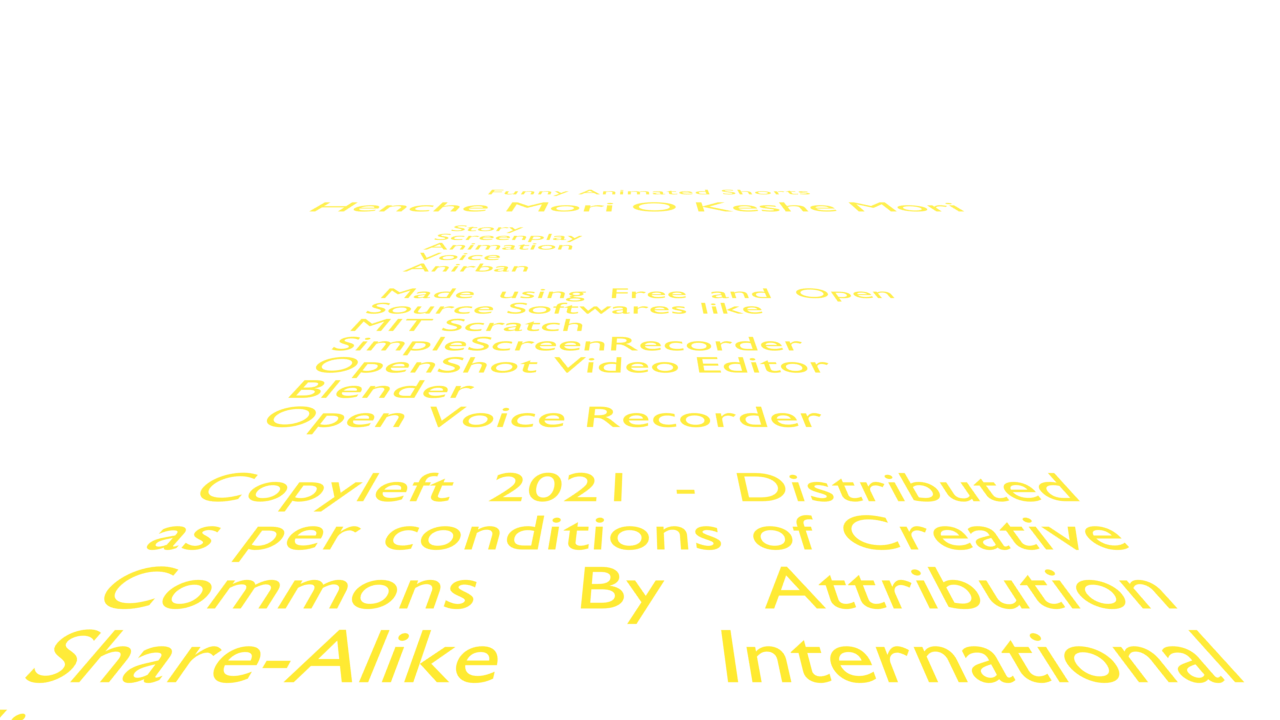 Funny Animated Shorts
Henche Mori O Keshe Mori
Story
Screenplay
Animation
Voice
Anirban
Made using Free and Open
Source Softwares like
MIT Scratch
SimpleScreenRecorder
OpenShot Video Editor
Blender
Open Voice Recorder
Copyleft 2021 - Distributed
as per conditions of Creative
Commons By Attribution
Share-Alike International